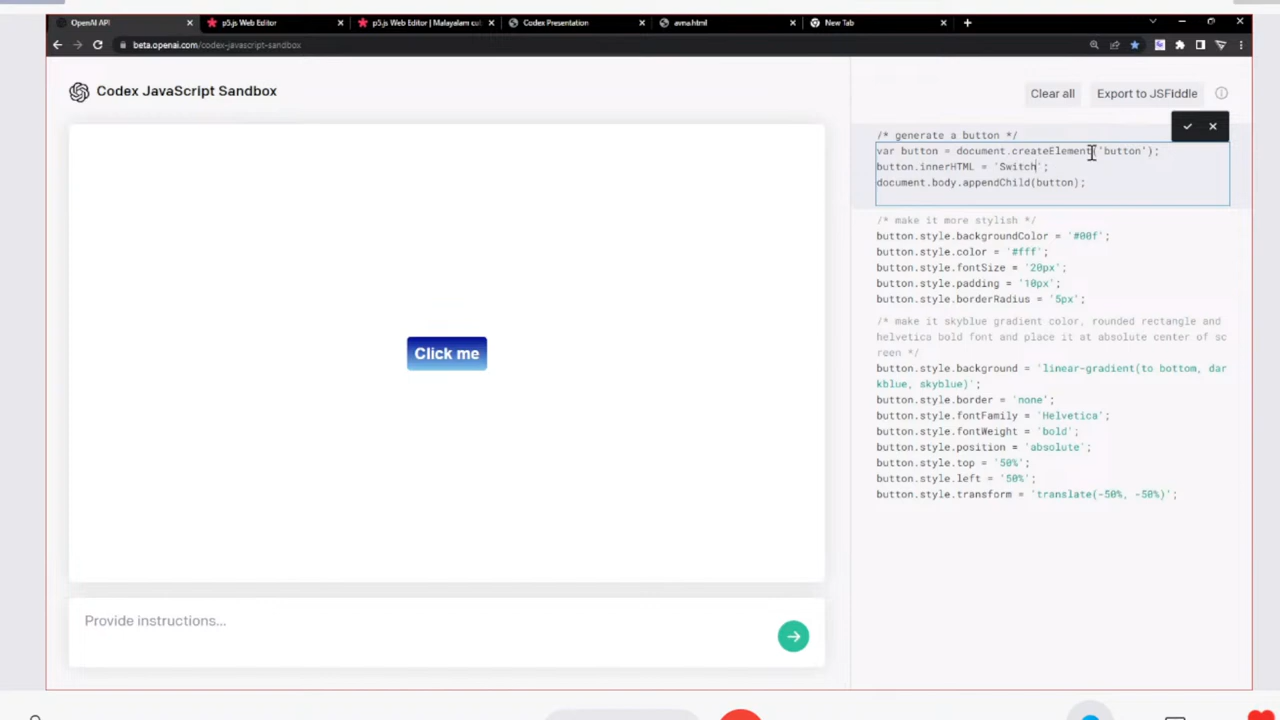 OpenAI API
p5.js Web Editor
p5.js Web Editor | Malayalam cu
Codex Presentation
avma.html
New Tab
beta.openai.com/codex-javascript-sandbox
Codex JavaScript Sandbox
Clear all
Export to JSFiddle
Click me
Provide instructions...
/* generate a button */
var button = document.createElement('button');
button.innerHTML = 'Switch';
document.body.appendChild(button);
/* make it more stylish */
button.style.backgroundColor = '#00f';
button.style.color = '#fff';
button.style.fontSize = '20px';
button.style.padding = '10px';
button.style.borderRadius = '5px';
/* make it skyblue gradient color, rounded rectangle and
helvetica bold font and place it at absolute center of sc
reen */
button.style.background = 'linear-gradient(to bottom, dar
kblue, skyblue)';
button.style.border = 'none';
button.style.fontFamily = 'Helvetica';
button.style.fontWeight = 'bold';
button.style.position = 'absolute';
button.style.top = '50%';
button.style.left = '50%';
button.style.transform = 'translate(-50%, -50%)';